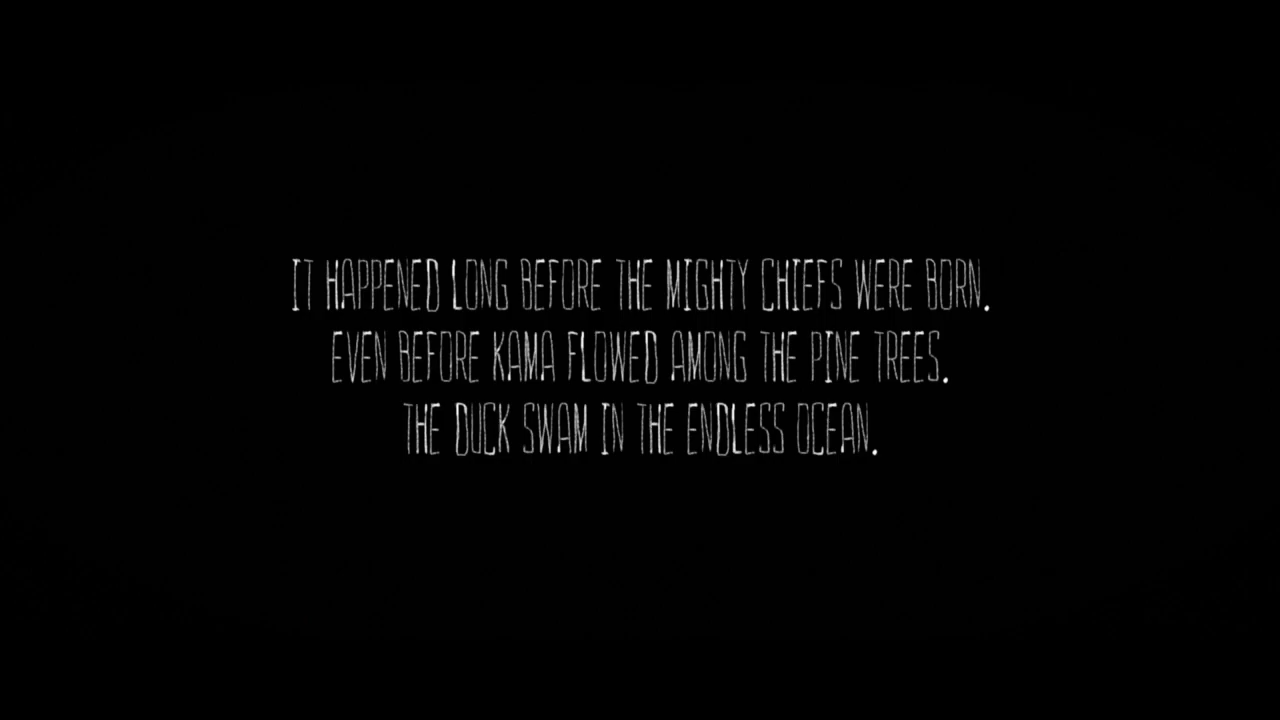 IT HAPPENED LONG BEFORE THE MIGHTY CHIEFS WERE BORN.
EVEN BEFORE KAMA FLOWED AMONG THE PINE TREES.
THE DUCK SWAM IN THE ENDLESS OCEAN.